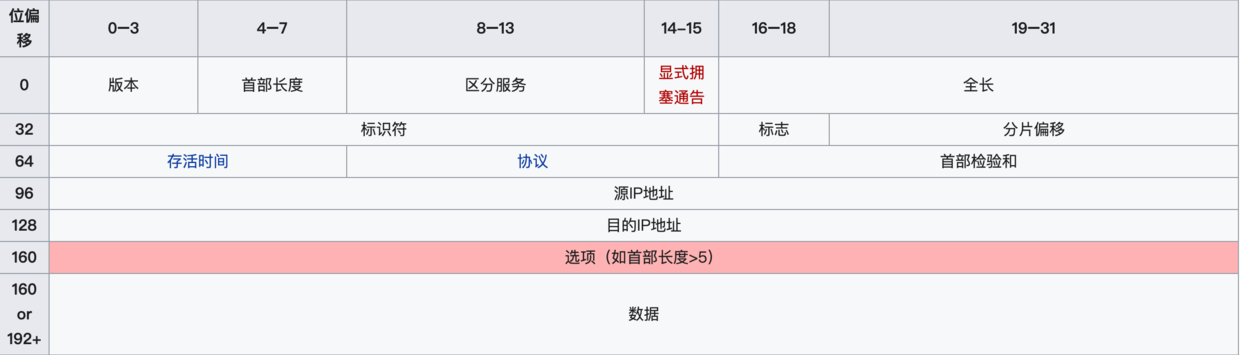 位偏移 0—3 4—7 8—13 14–15 16—18 19—31
0 版本 首部长度 区分服务 显式拥塞通告 全长
32 标识符 标志 分片偏移
64 存活时间 协议 首部检验和
96 源IP地址
128 目的IP地址
160 选项（如首部长度>5）
160 or 192+ 数据